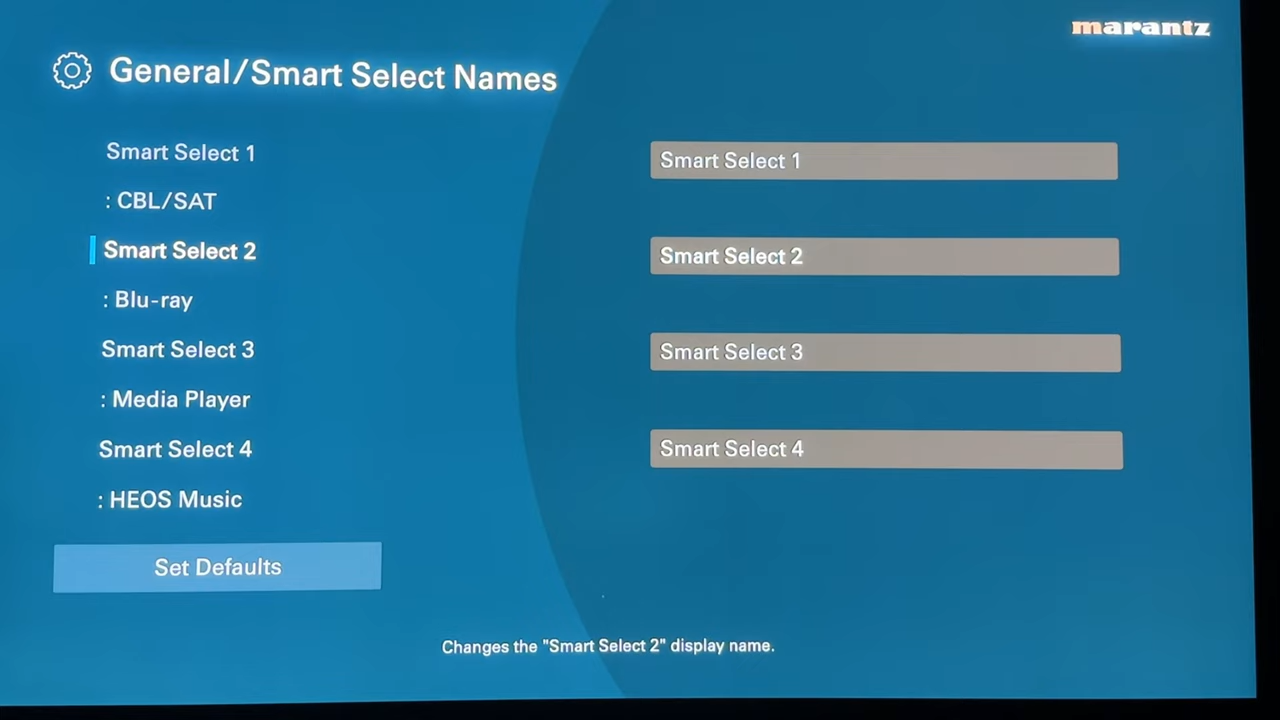 marantz
General/Smart Select Names
Smart Select 1
Smart Select 1
: CBL/SAT
Smart Select 2
Smart Select 2
: Blu-ray
Smart Select 3
Smart Select 3
: Media Player
Smart Select 4
Smart Select 4
: HEOS Music
Set Defaults
Changes the "Smart Select 2" display name.